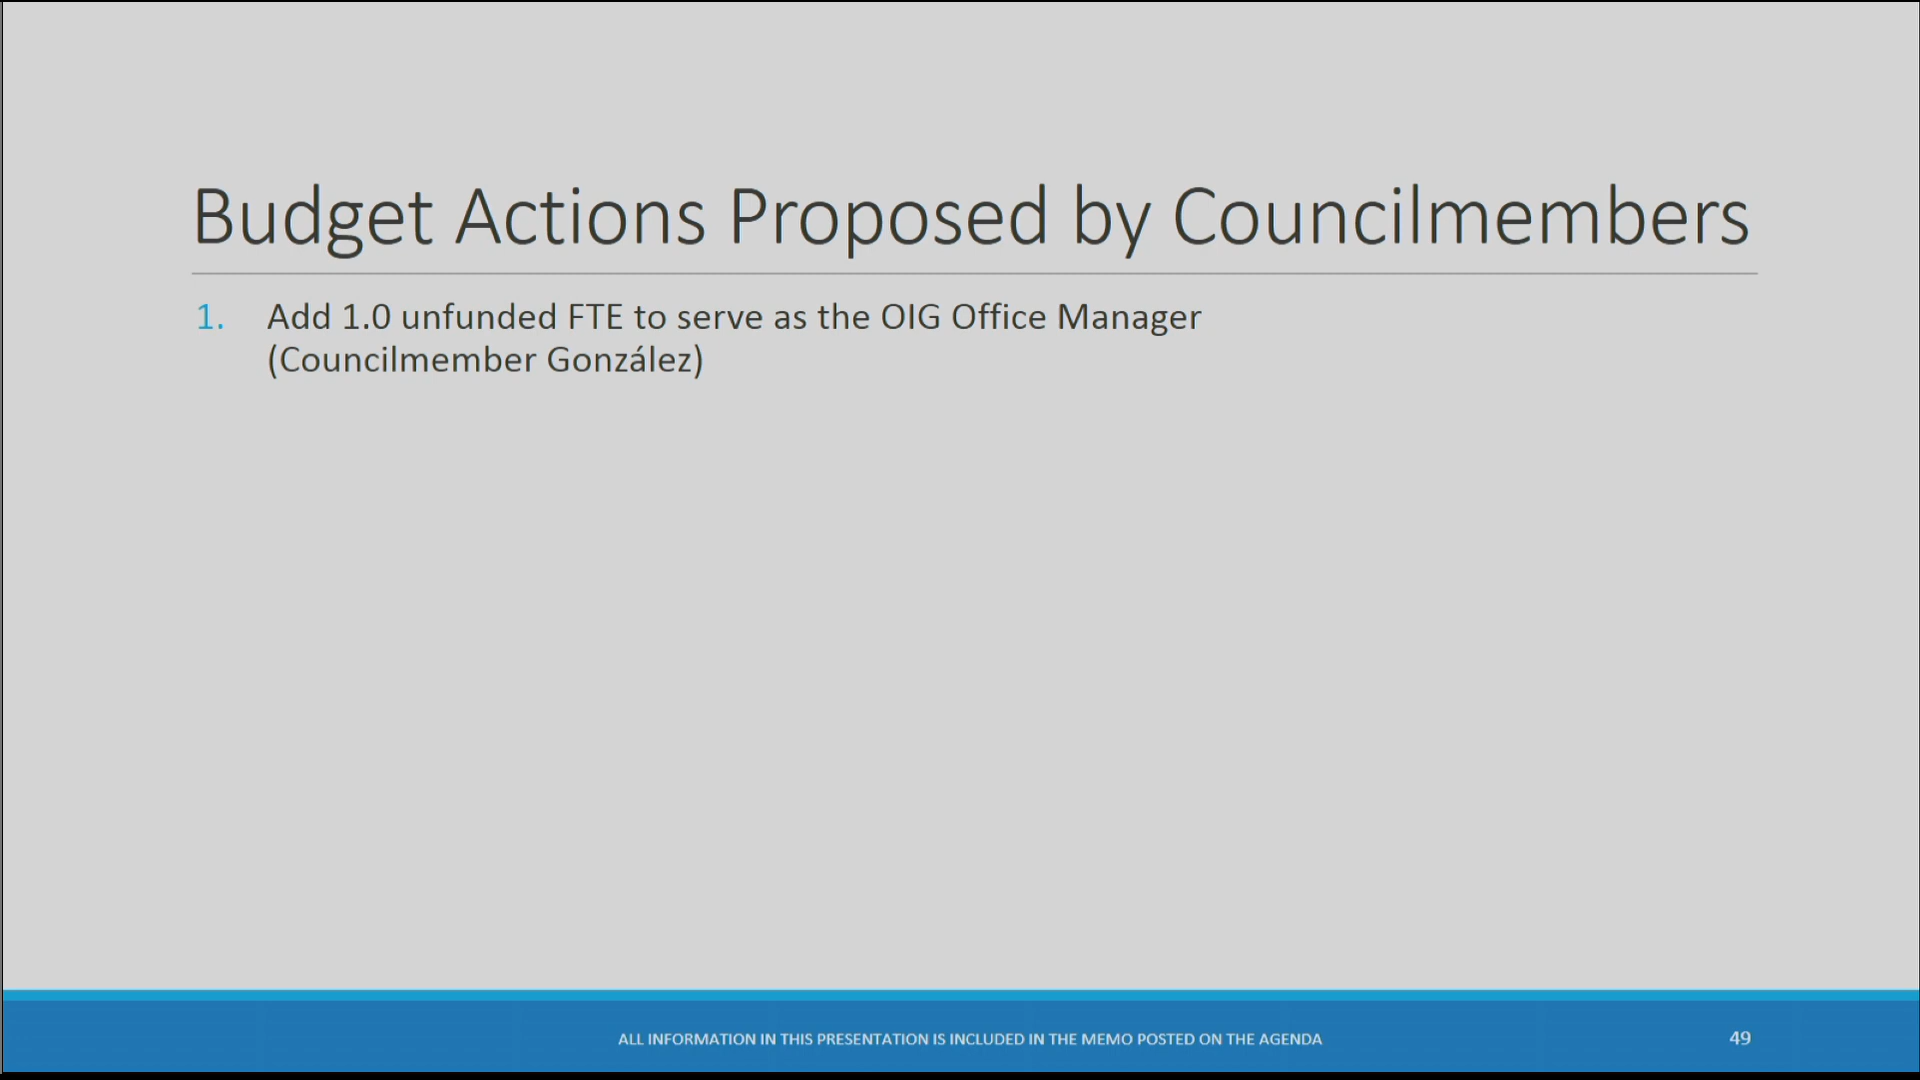 Budget Actions Proposed by Councilmembers
1. Add 1.0 unfunded FTE to serve as the OIG Office Manager
(Councilmember González)
ALL INFORMATION IN THIS PRESENTATION IS INCLUDED IN THE MEMO POSTED ON THE AGENDA
49